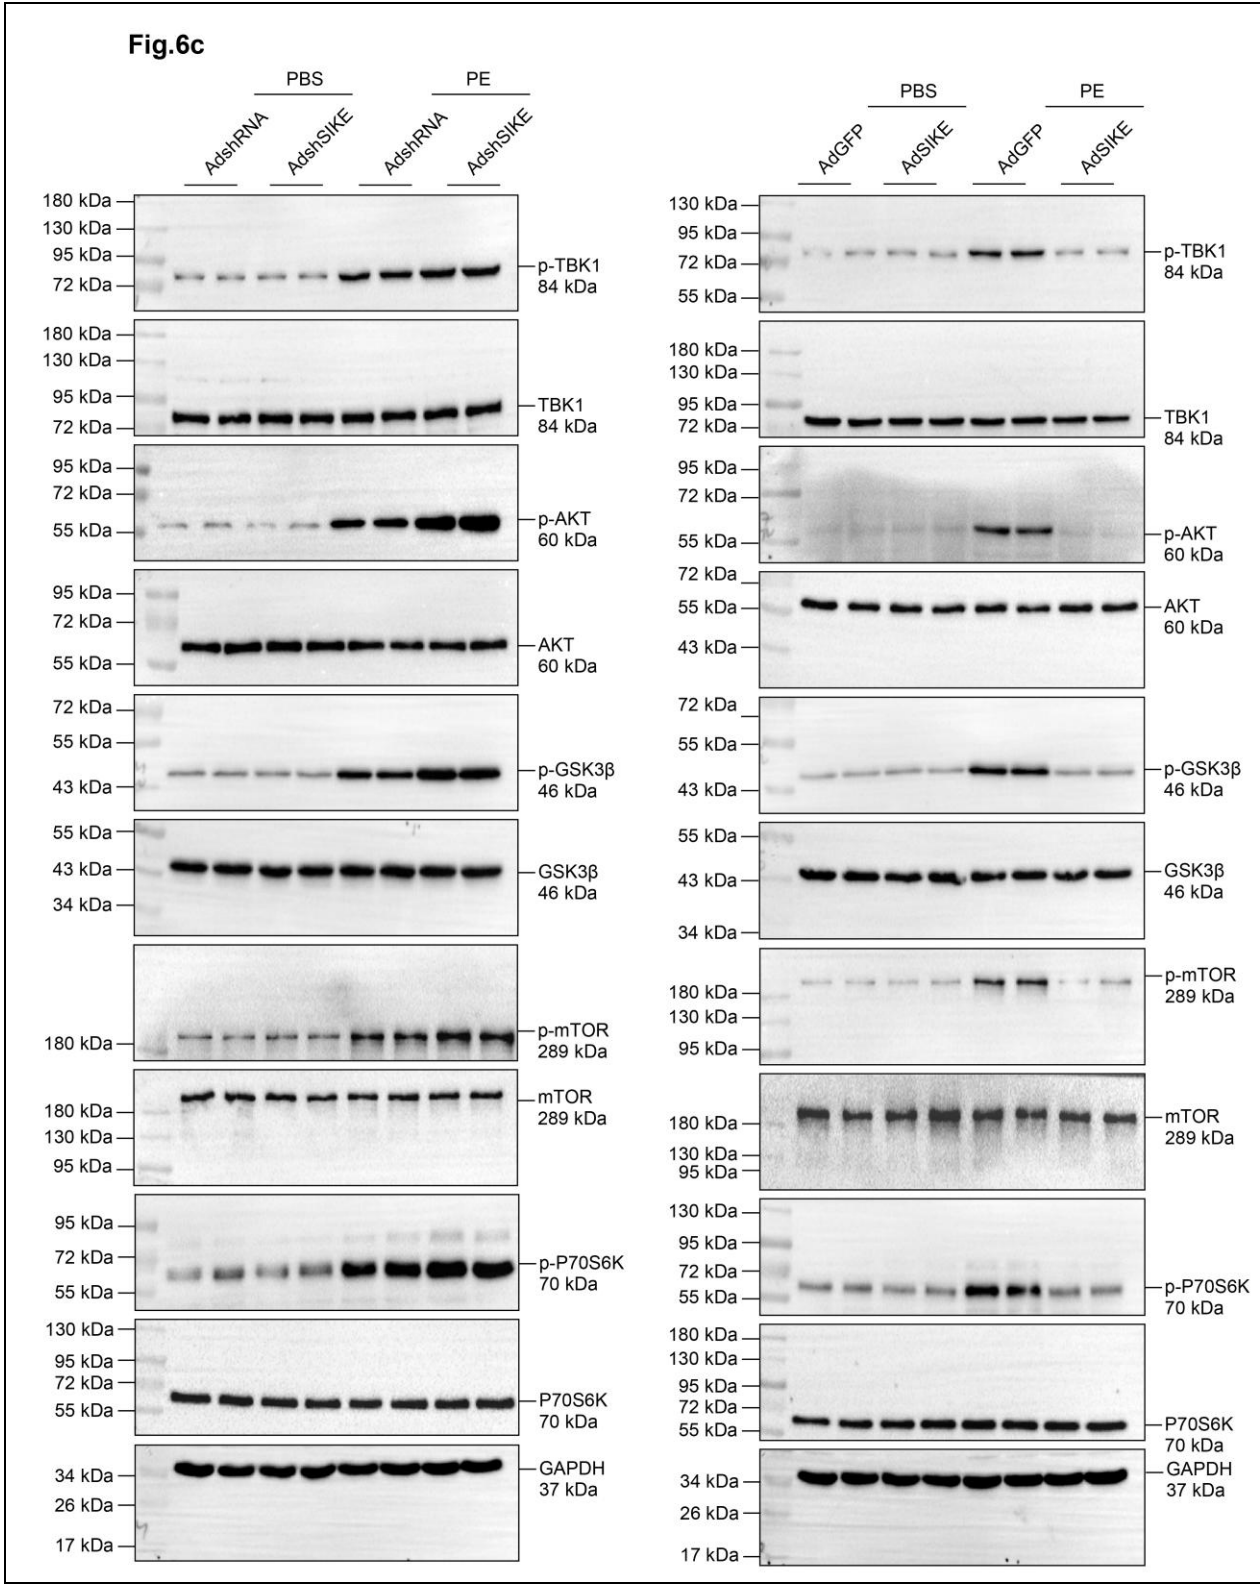 Fig.6c
PBS PE
AdshRNA AdshSIKE AdshRNA AdshSIKE
180 kDa
130 kDa
95 kDa
72 kDa
p-TBK1
84 kDa
180 kDa
130 kDa
95 kDa
72 kDa
TBK1
84 kDa
95 kDa
72 kDa
55 kDa
p-AKT
60 kDa
95 kDa
72 kDa
55 kDa
AKT
60 kDa
72 kDa
55 kDa
43 kDa
p-GSK3β
46 kDa
55 kDa
43 kDa
34 kDa
GSK3β
46 kDa
180 kDa
p-mTOR
289 kDa
180 kDa
130 kDa
95 kDa
mTOR
289 kDa
95 kDa
72 kDa
55 kDa
p-P70S6K
70 kDa
130 kDa
95 kDa
72 kDa
55 kDa
P70S6K
70 kDa
34 kDa
26 kDa
17 kDa
GAPDH
37 kDa
PBS PE
AdGFP AdSIKE AdGFP AdSIKE
130 kDa
95 kDa
72 kDa
55 kDa
p-TBK1
84 kDa
180 kDa
130 kDa
95 kDa
72 kDa
TBK1
84 kDa
95 kDa
72 kDa
55 kDa
p-AKT
60 kDa
72 kDa
55 kDa
43 kDa
AKT
60 kDa
72 kDa
55 kDa
43 kDa
p-GSK3β
46 kDa
55 kDa
43 kDa
34 kDa
GSK3β
46 kDa
180 kDa
130 kDa
95 kDa
p-mTOR
289 kDa
180 kDa
130 kDa
95 kDa
mTOR
289 kDa
130 kDa
95 kDa
72 kDa
55 kDa
p-P70S6K
70 kDa
180 kDa
130 kDa
95 kDa
72 kDa
55 kDa
P70S6K
70 kDa
34 kDa
26 kDa
17 kDa
GAPDH
37 kDa